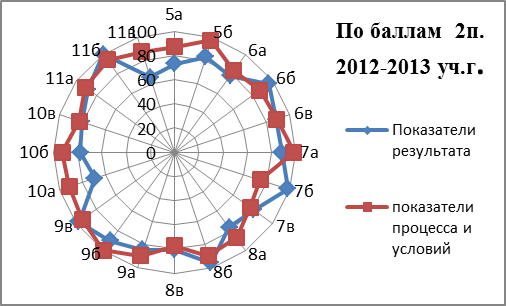 По баллам 2п.
2012-2013 уч.г.
100
80
60
40
20
0
5а
5б
6а
6б
6в
7а
7б
7в
8а
8б
8в
9а
9б
9в
10а
10б
10в
11а
11б
Показатели
результата
показатели
процесса и
условий